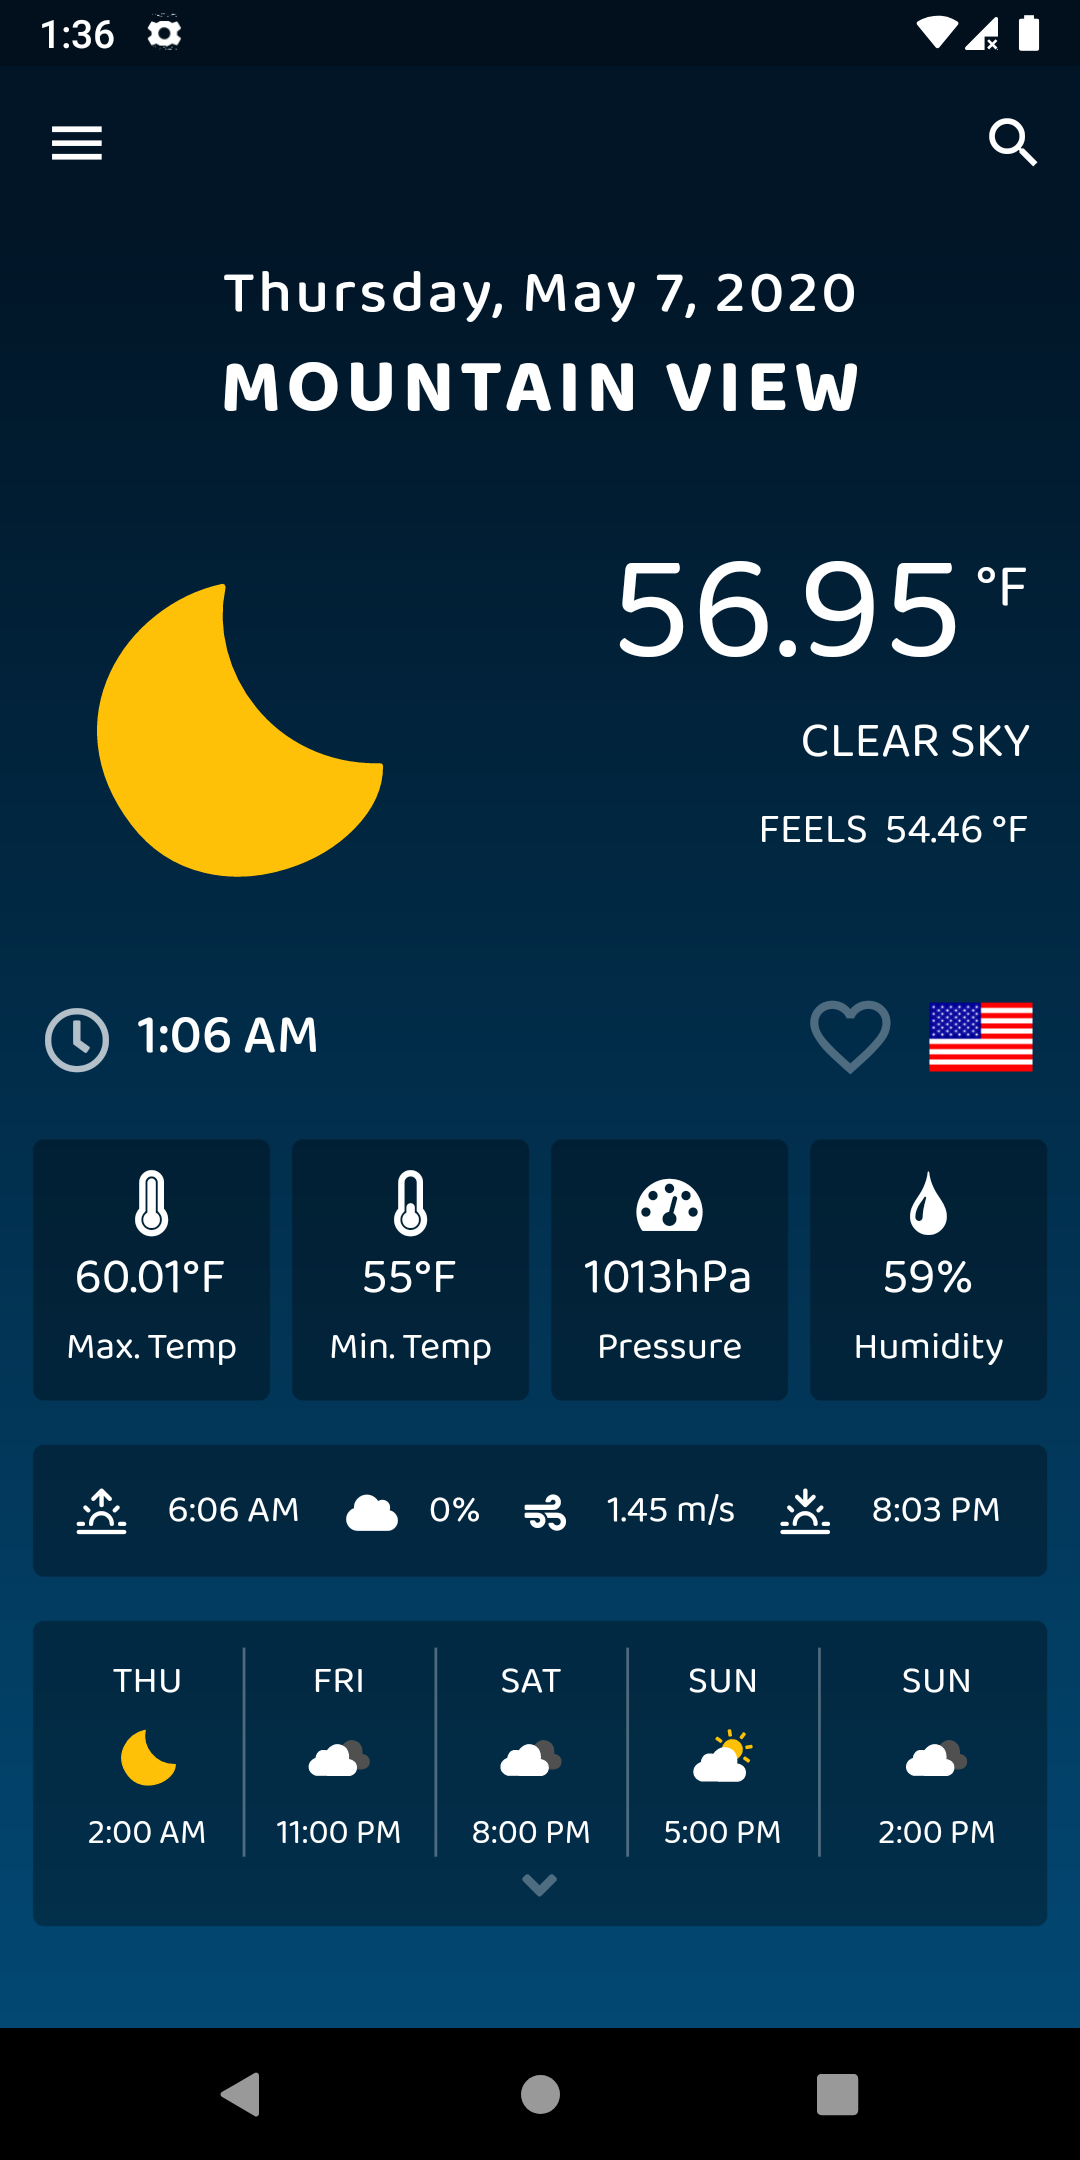 1:36
Thursday, May 7, 2020
MOUNTAIN VIEW
56.95 °F
CLEAR SKY
FEELS 54.46 °F
1:06 AM
60.01°F 55°F 1013hPa 59%
Max. Temp Min. Temp Pressure Humidity
6:06 AM 0% 1.45 m/s 8:03 PM
THU FRI SAT SUN SUN
2:00 AM 11:00 PM 8:00 PM 5:00 PM 2:00 PM